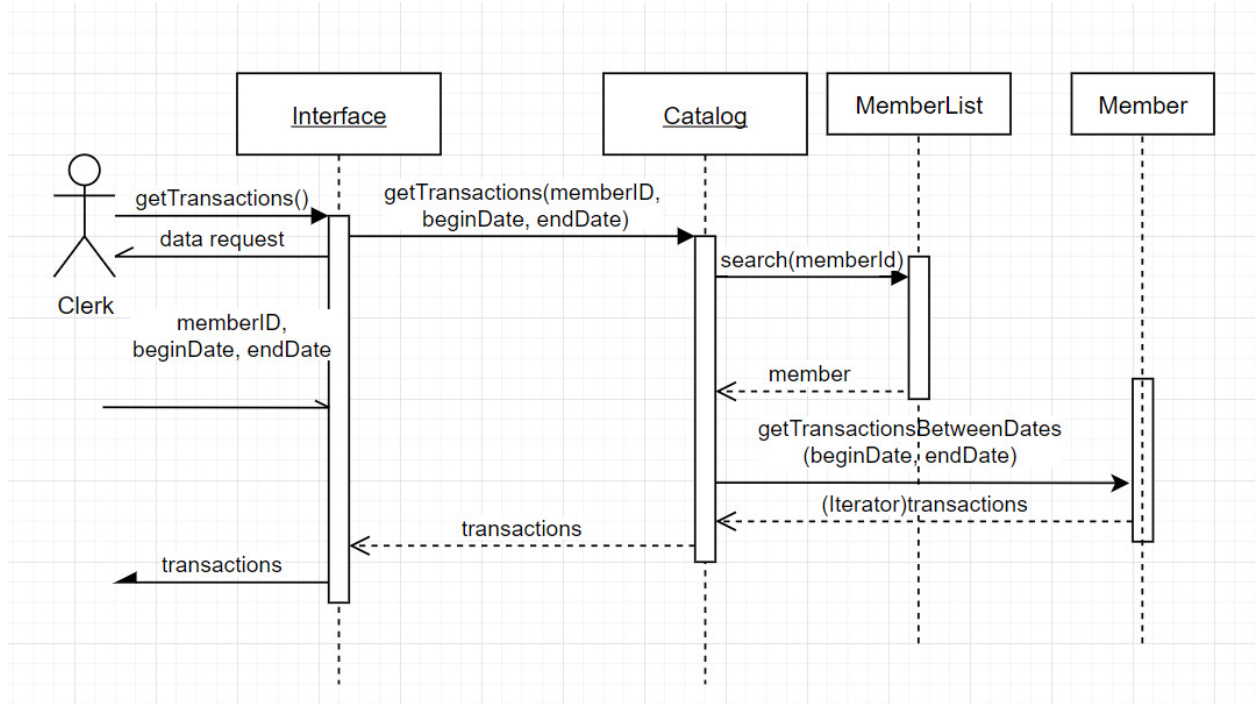 Interface
Catalog
MemberList
Member
getTransactions()
getTransactions(memberID,
beginDate, endDate)
data request
search(memberId)
Clerk
memberID,
beginDate, endDate
member
getTransactionsBetweenDates
(beginDate, endDate)
(Iterator)transactions
transactions
transactions